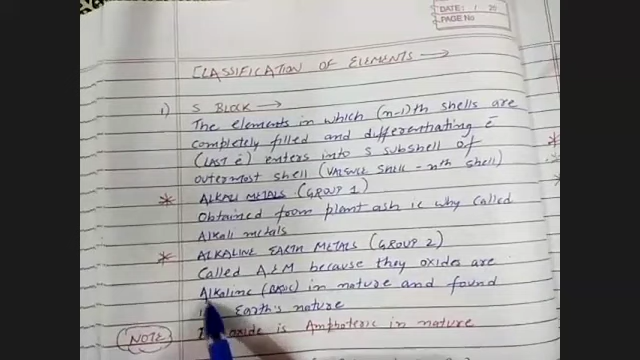 DATE: / 20
PAGE No
CLASSIFICATION OF ELEMENTS →
1) S BLOCK →
The elements in which (n-1)th shells are
completely filled and differentiating ē
(LAST ē) enters into S subshell of
outermost shell (VALENCE SHELL - nth shell)
* ALKALI METALS (GROUP 1)
Obtained from plant ash ie why called
Alkali metals
* ALKALINE EARTH METALS (GROUP 2)
Called AEM because they oxides are
Alkaline (BASIC) in nature and found
Earth's nature
NOTE oxide is Amphoteric in nature